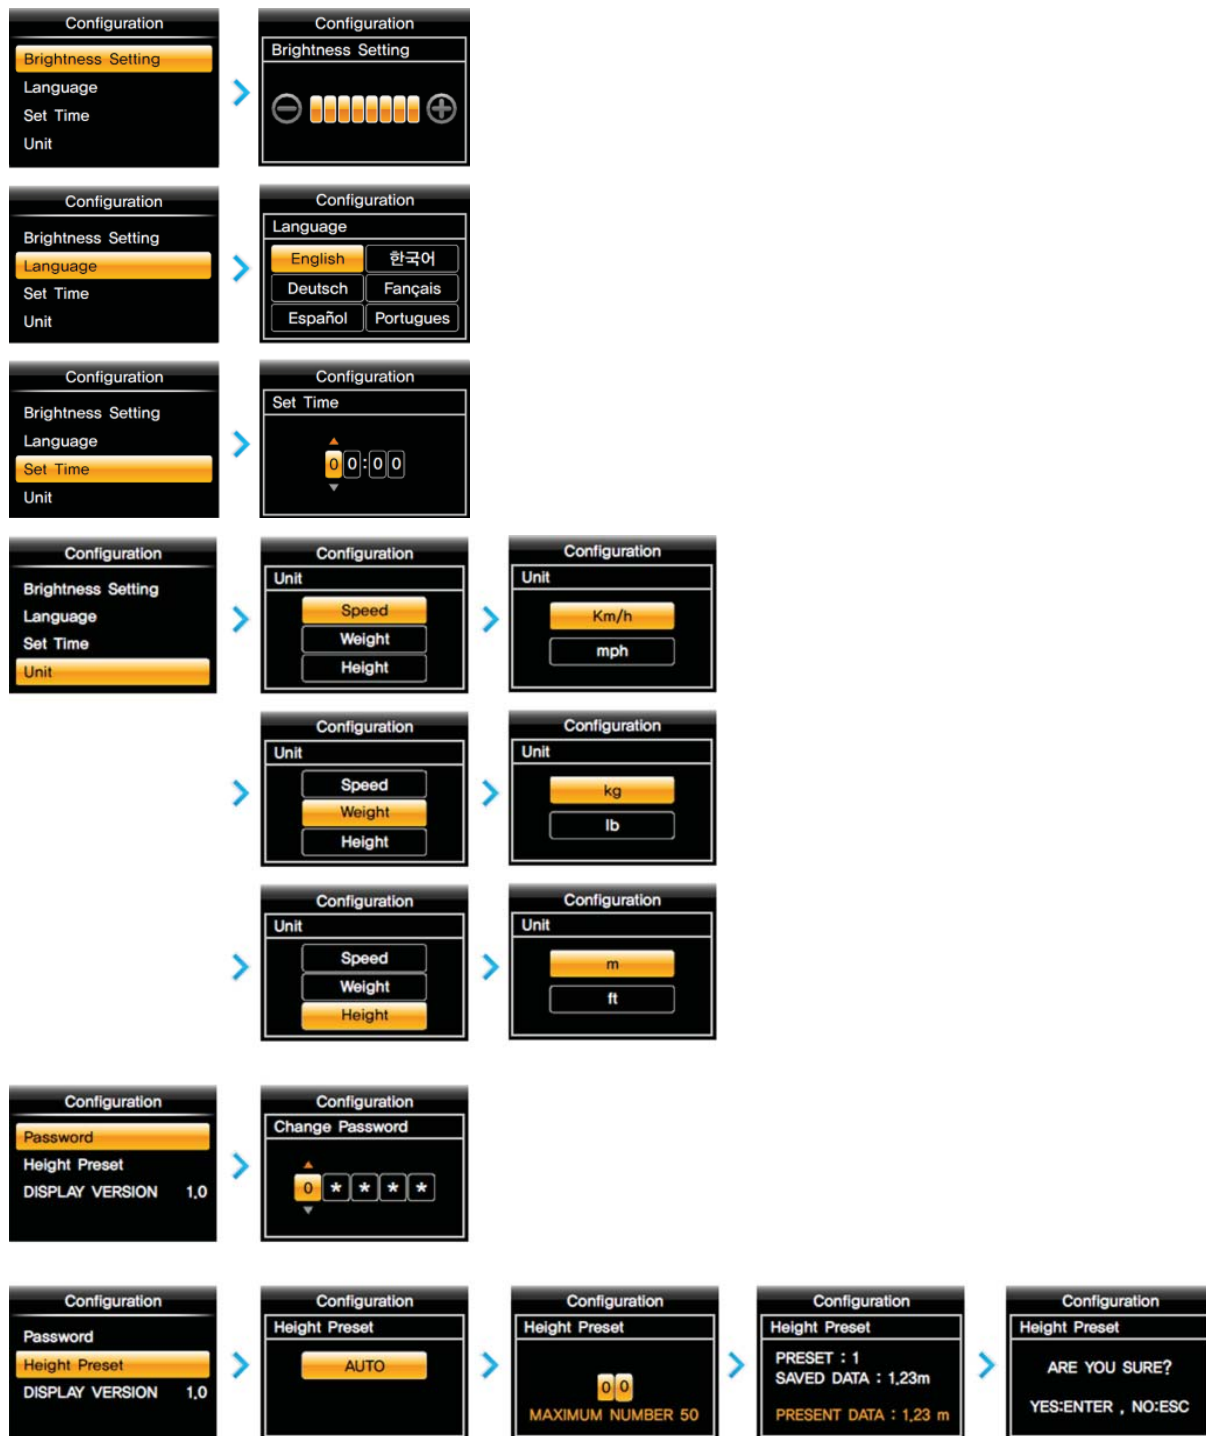 Configuration
Brightness Setting
Language
Set Time
Unit
Configuration
Brightness Setting
Configuration
Brightness Setting
Language
Set Time
Unit
Configuration
Language
English 한국어
Deutsch Fançais
Español Portugues
Configuration
Brightness Setting
Language
Set Time
Unit
Configuration
Set Time
0 0 : 0 0
Configuration
Brightness Setting
Language
Set Time
Unit
Configuration
Unit
Speed
Weight
Height
Configuration
Unit
Km/h
mph
Configuration
Unit
Speed
Weight
Height
Configuration
Unit
kg
lb
Configuration
Unit
Speed
Weight
Height
Configuration
Unit
m
ft
Configuration
Password
Height Preset
DISPLAY VERSION 1.0
Configuration
Change Password
0 * * * *
Configuration
Password
Height Preset
DISPLAY VERSION 1.0
Configuration
Height Preset
AUTO
Configuration
Height Preset
0 0
MAXIMUM NUMBER 50
Configuration
Height Preset
PRESET : 1
SAVED DATA : 1.23m
PRESENT DATA : 1.23 m
Configuration
Height Preset
ARE YOU SURE?
YES:ENTER , NO:ESC